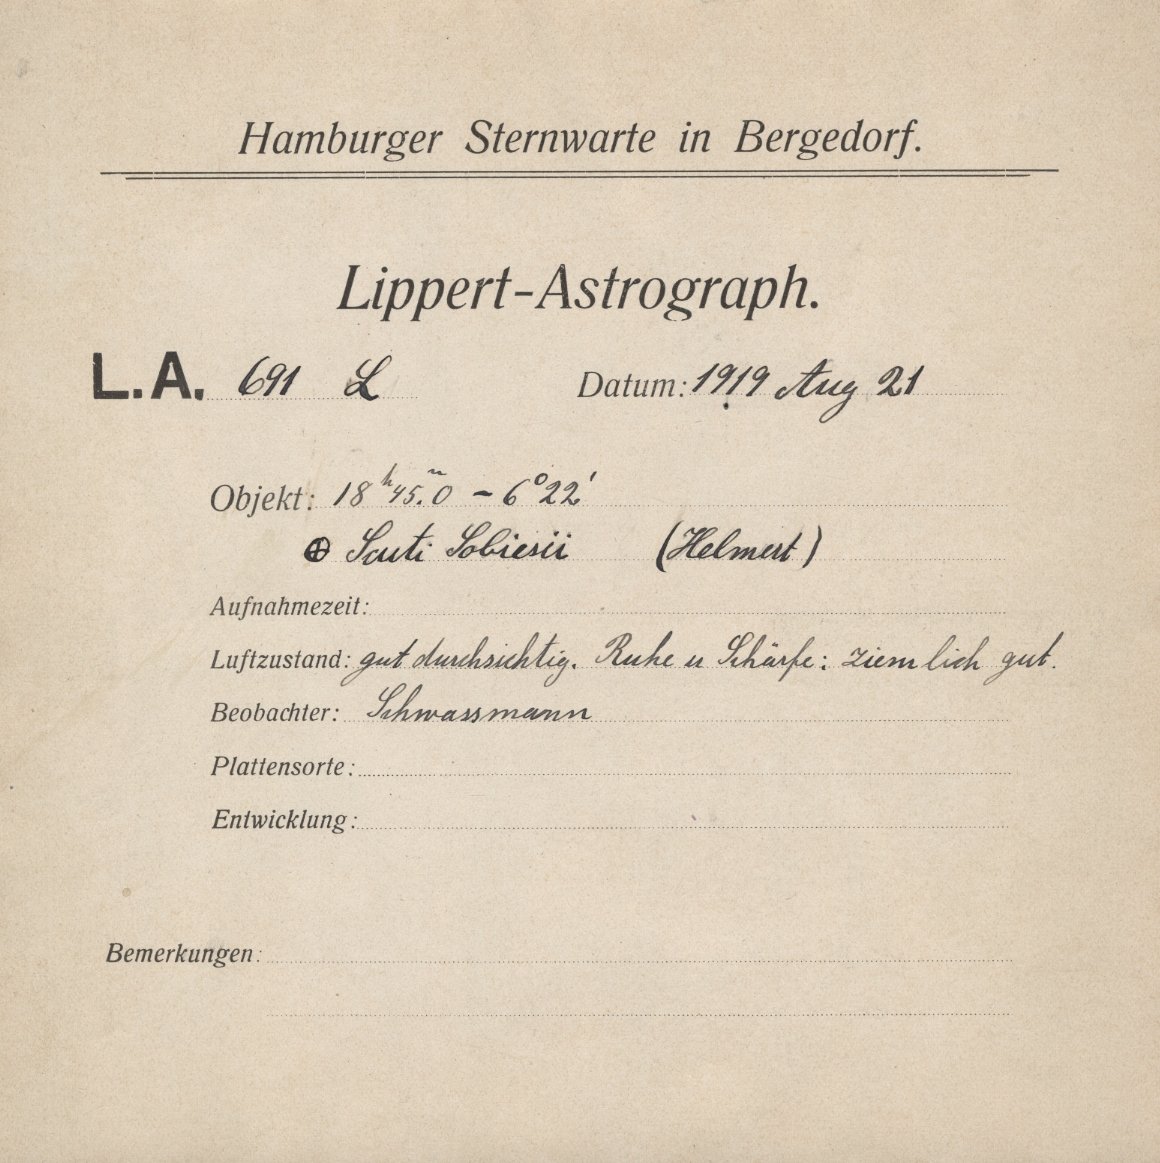 Hamburger Sternwarte in Bergedorf.
Lippert-Astrograph.
L.A. 691 L Datum: 1919 Aug 21
Objekt: 18h 45.m0 - 6°22'
⊕ Scuti Sobiesii (Helmert)
Aufnahmezeit:
Luftzustand: gut durchsichtig. Ruhe u Schärfe: ziemlich gut.
Beobachter: Schwassmann
Plattensorte:
Entwicklung:
Bemerkungen: